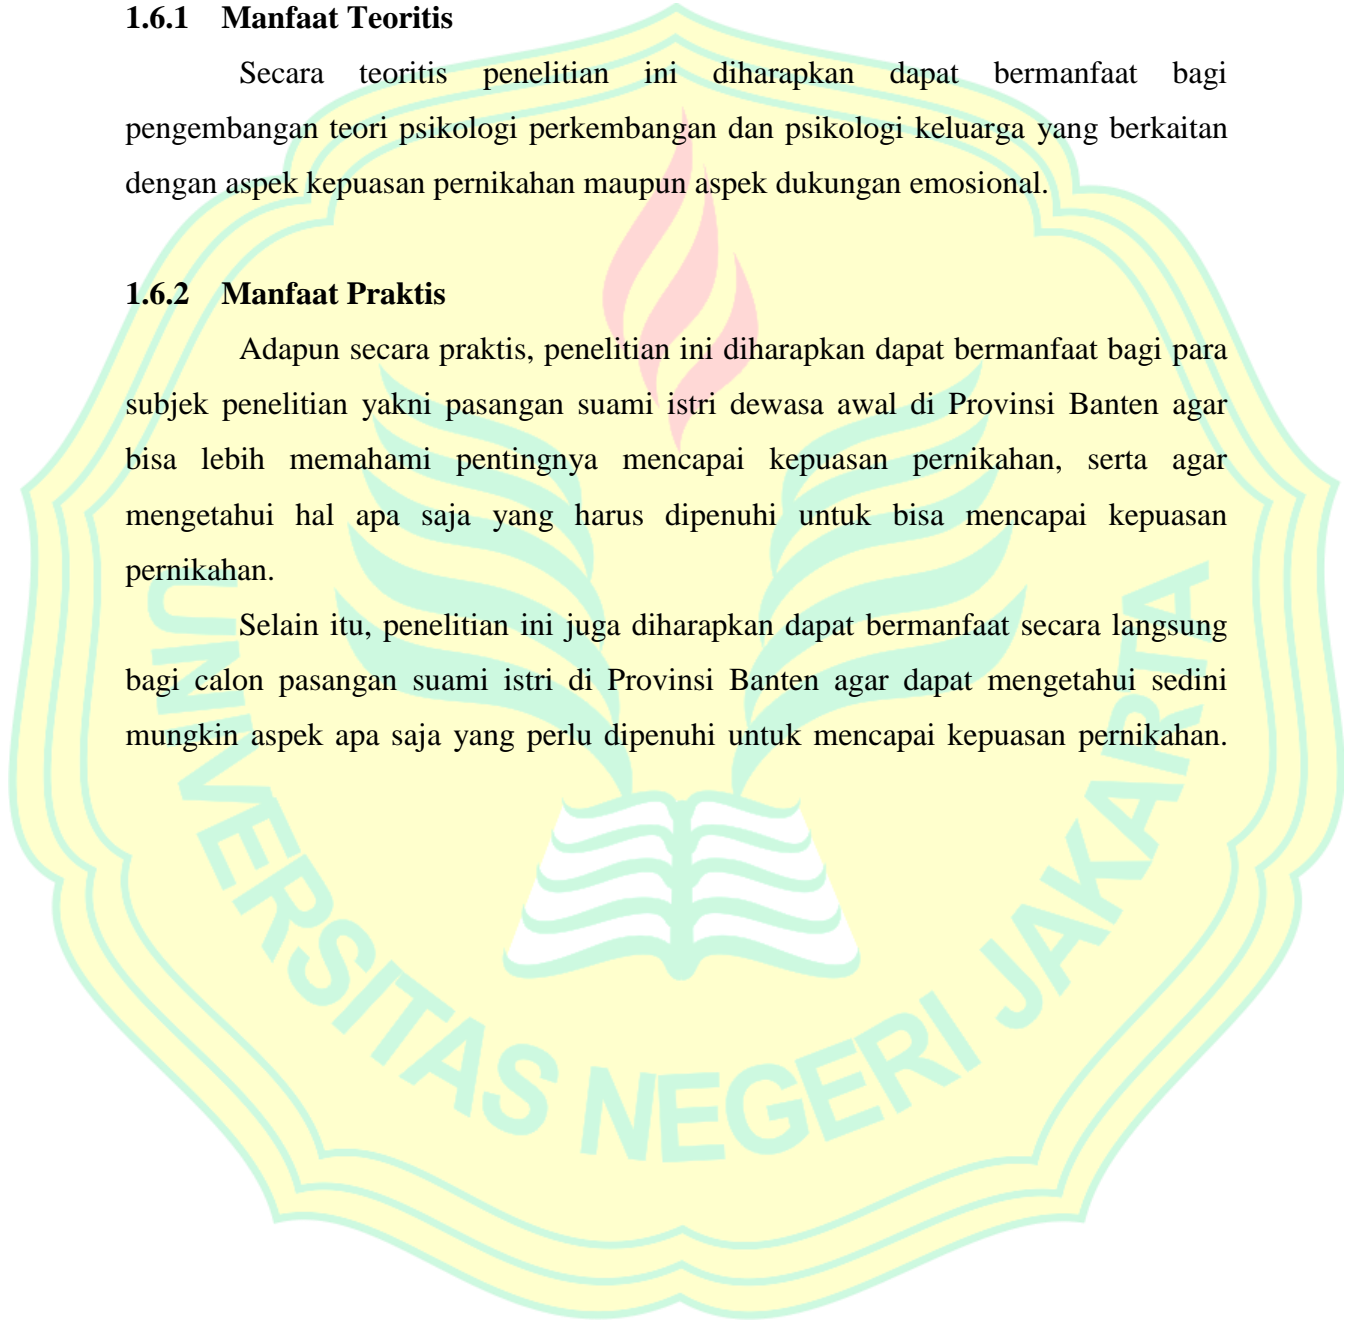 1.6.1 Manfaat Teoritis
Secara teoritis penelitian ini diharapkan dapat bermanfaat bagi
pengembangan teori psikologi perkembangan dan psikologi keluarga yang berkaitan
dengan aspek kepuasan pernikahan maupun aspek dukungan emosional.
1.6.2 Manfaat Praktis
Adapun secara praktis, penelitian ini diharapkan dapat bermanfaat bagi para
subjek penelitian yakni pasangan suami istri dewasa awal di Provinsi Banten agar
bisa lebih memahami pentingnya mencapai kepuasan pernikahan, serta agar
mengetahui hal apa saja yang harus dipenuhi untuk bisa mencapai kepuasan
pernikahan.
Selain itu, penelitian ini juga diharapkan dapat bermanfaat secara langsung
bagi calon pasangan suami istri di Provinsi Banten agar dapat mengetahui sedini
mungkin aspek apa saja yang perlu dipenuhi untuk mencapai kepuasan pernikahan.
UNIVERSITAS NEGERI JAKARTA